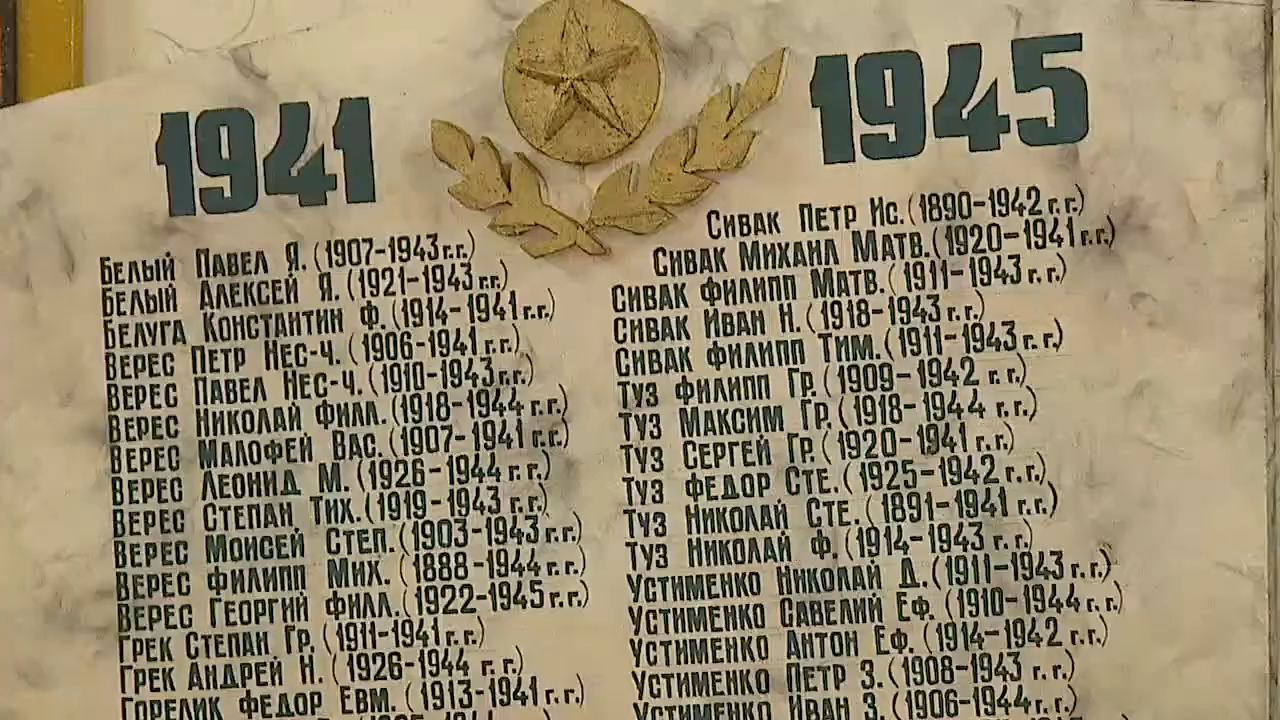 1941
1945
БЕЛЫЙ ПАВЕЛ Я. (1907-1943 г.г.)
БЕЛЫЙ АЛЕКСЕЙ Я. (1921-1943 г.г.)
БЕЛУГА КОНСТАНТИН Ф. (1914-1941 г.г.)
ВЕРЕС ПЕТР НЕС-Ч. (1906-1941 г.г.)
ВЕРЕС ПАВЕЛ НЕС-Ч. (1910-1943 г.г.)
ВЕРЕС НИКОЛАЙ ФИЛЛ. (1918-1944 г.г.)
ВЕРЕС МАЛОФЕЙ ВАС. (1907-1941 г.г.)
ВЕРЕС ЛЕОНИД М. (1926-1944 г.г.)
ВЕРЕС СТЕПАН ТИХ. (1919-1943 г.г.)
ВЕРЕС МОИСЕЙ СТЕП. (1903-1943 г.г.)
ВЕРЕС ФИЛИПП МИХ. (1888-1944 г.г.)
ВЕРЕС ГЕОРГИЙ ФИЛЛ. (1922-1945 г.г.)
ГРЕК СТЕПАН ГР. (1911-1941 г.г.)
ГРЕК АНДРЕЙ Н. (1926-1944 г.г.)
ГОРЕЛИК ФЕДОР ЕВМ. (1913-1941 г.г.)
СИВАК ПЕТР ИС. (1890-1942 г.г.)
СИВАК МИХАИЛ МАТВ. (1920-1941 г.г.)
СИВАК ФИЛИПП МАТВ. (1911-1943 г.г.)
СИВАК ИВАН Н. (1918-1943 г.г.)
СИВАК ФИЛИПП ТИМ. (1911-1943 г.г.)
ТУЗ ФИЛИПП ГР. (1909-1942 г.г.)
ТУЗ МАКСИМ ГР. (1918-1944 г.г.)
ТУЗ СЕРГЕЙ ГР. (1920-1941 г.г.)
ТУЗ ФЕДОР СТЕ. (1925-1942 г.г.)
ТУЗ НИКОЛАЙ СТЕ. (1891-1941 г.г.)
ТУЗ НИКОЛАЙ Ф. (1914-1943 г.г.)
УСТИМЕНКО НИКОЛАЙ Д. (1911-1943 г.г.)
УСТИМЕНКО САВЕЛИЙ ЕФ. (1910-1944 г.г.)
УСТИМЕНКО АНТОН ЕФ. (1914-1942 г.г.)
УСТИМЕНКО ПЕТР З. (1908-1943 г.г.)
УСТИМЕНКО ИВАН З. (1906-1944 г.г.)